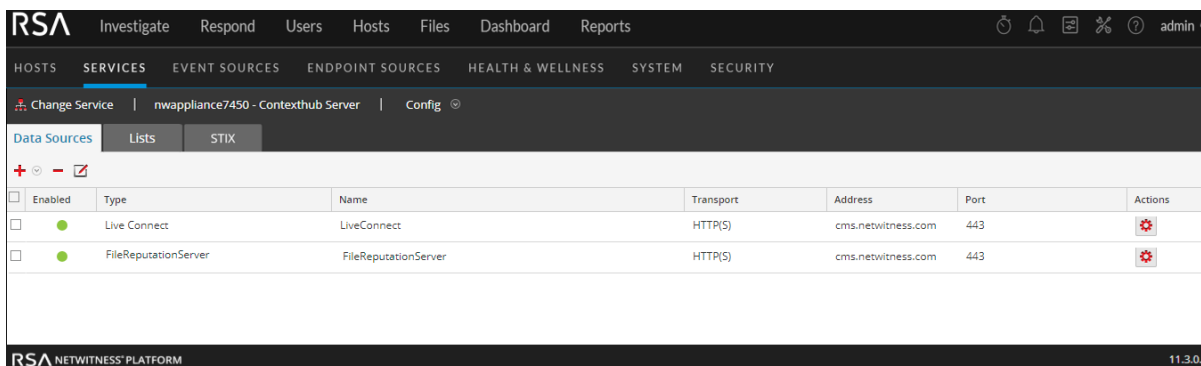 RSA Investigate Respond Users Hosts Files Dashboard Reports admin
HOSTS SERVICES EVENT SOURCES ENDPOINT SOURCES HEALTH & WELLNESS SYSTEM SECURITY
Change Service | nwappliance7450 - Contexthub Server | Config
Data Sources Lists STIX
Enabled Type Name Transport Address Port Actions
Live Connect LiveConnect HTTP(S) cms.netwitness.com 443
FileReputationServer FileReputationServer HTTP(S) cms.netwitness.com 443
RSA NETWITNESS® PLATFORM 11.3.0.